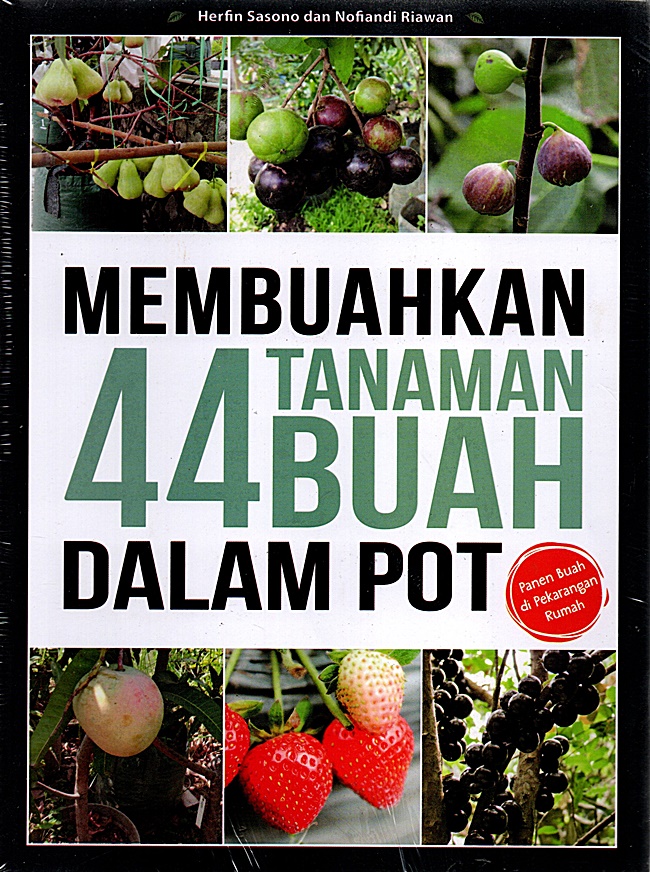 Herfin Sasono dan Nofiandi Riawan
MEMBUAHKAN
44 TANAMAN
BUAH
DALAM POT
Panen Buah
di Pekarangan
Rumah